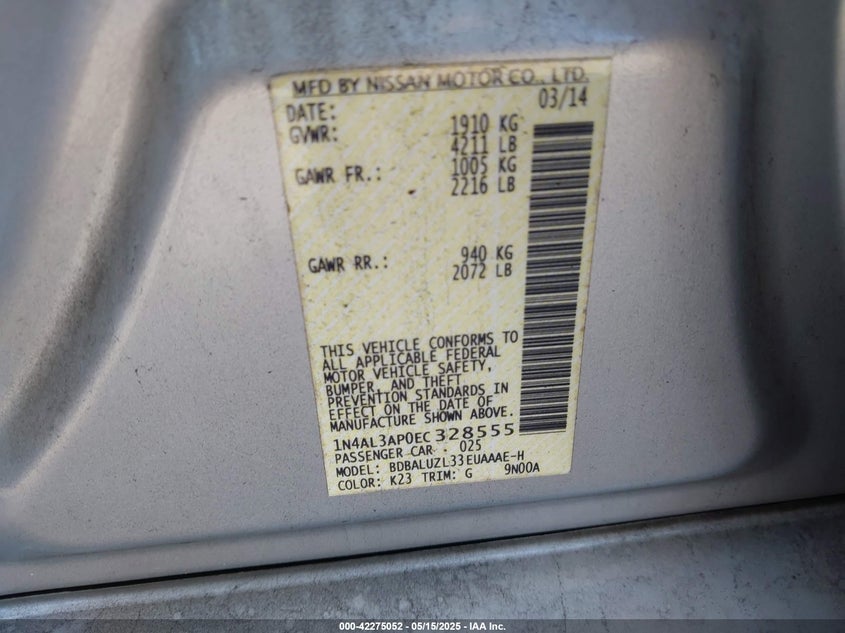 MFD BY NISSAN MOTOR CO., LTD.
DATE: 03/14
GVWR: 1910 KG
4211 LB
GAWR FR.: 1005 KG
2216 LB
GAWR RR.: 940 KG
2072 LB
THIS VEHICLE CONFORMS TO
ALL APPLICABLE FEDERAL
MOTOR VEHICLE SAFETY,
BUMPER, AND THEFT
PREVENTION STANDARDS IN
EFFECT ON THE DATE OF
MANUFACTURE SHOWN ABOVE.
1N4AL3AP0EC328555
PASSENGER CAR . 025
MODEL: BDBALUZL33EUAAAE-H
COLOR: K23 TRIM: G 9N00A
000-42275052 — 05/15/2025 — IAA Inc.